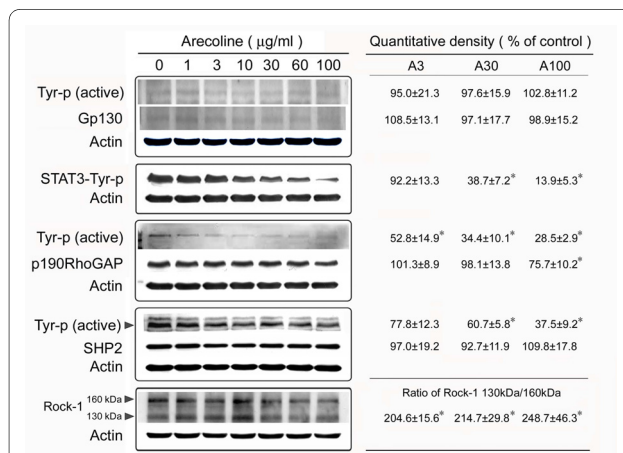 Arecoline ( μg/ml ) Quantitative density ( % of control )
0 1 3 10 30 60 100 A3 A30 A100
Tyr-p (active) 95.0±21.3 97.6±15.9 102.8±11.2
Gp130 108.5±13.1 97.1±17.7 98.9±15.2
Actin
STAT3-Tyr-p 92.2±13.3 38.7±7.2* 13.9±5.3*
Actin
Tyr-p (active) 52.8±14.9* 34.4±10.1* 28.5±2.9*
p190RhoGAP 101.3±8.9 98.1±13.8 75.7±10.2*
Actin
Tyr-p (active) 77.8±12.3 60.7±5.8* 37.5±9.2*
SHP2 97.0±19.2 92.7±11.9 109.8±17.8
Actin
Ratio of Rock-1 130kDa/160kDa
Rock-1 160 kDa
130 kDa 204.6±15.6* 214.7±29.8* 248.7±46.3*
Actin